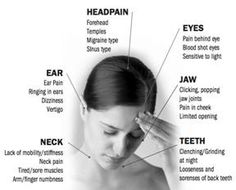 HEADPAIN
Forehead
Temples
Migraine type
Sinus type
EYES
Pain behind eye
Blood shot eyes
Sensitive to light
EAR
Ear Pain
Ringing in ears
Dizziness
Vertigo
JAW
Clicking, popping
jaw joints
Pain in cheek
Limited opening
NECK
Lack of mobility/stiffness
Neck pain
Tired/sore muscles
Arm/finger numbness
TEETH
Clenching/Grinding
at night
Looseness and
soreness of back teeth